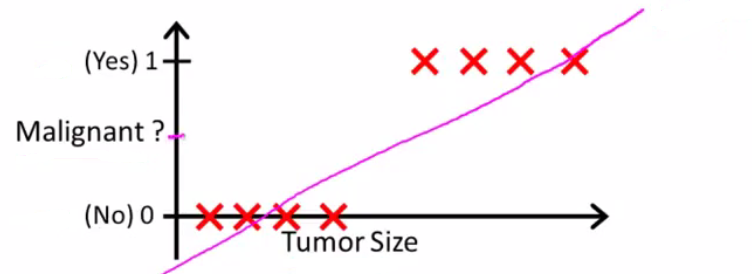 (Yes) 1
Malignant ?
(No) 0
Tumor Size